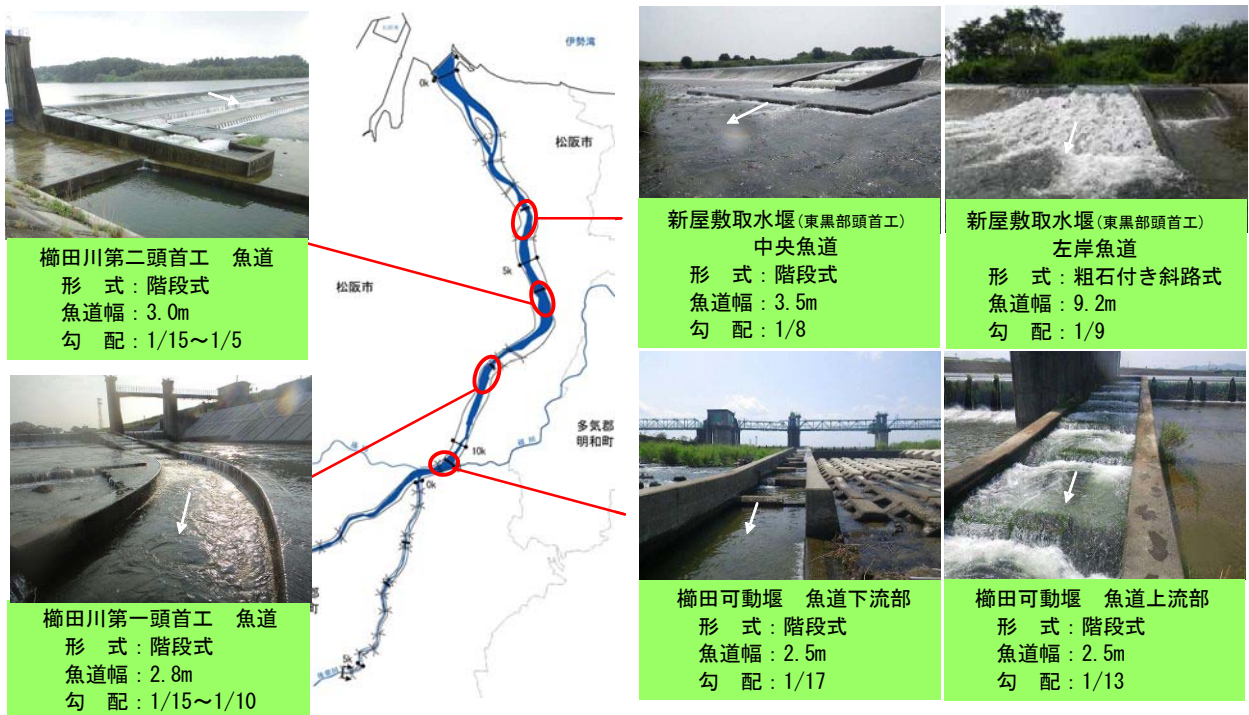 櫛田川第二頭首工　魚道
形　式：階段式
魚道幅：3.0m
勾　配：1/15～1/5
櫛田川第一頭首工　魚道
形　式：階段式
魚道幅：2.8m
勾　配：1/15～1/10
伊勢湾
0k
松阪市
5k
松阪市
多気郡
明和町
10k
0k
町
5k
新屋敷取水堰(東黒部頭首工)
中央魚道
形　式：階段式
魚道幅：3.5m
勾　配：1/8
新屋敷取水堰(東黒部頭首工)
左岸魚道
形　式：粗石付き斜路式
魚道幅：9.2m
勾　配：1/9
櫛田可動堰　魚道下流部
形　式：階段式
魚道幅：2.5m
勾　配：1/17
櫛田可動堰　魚道上流部
形　式：階段式
魚道幅：2.5m
勾　配：1/13